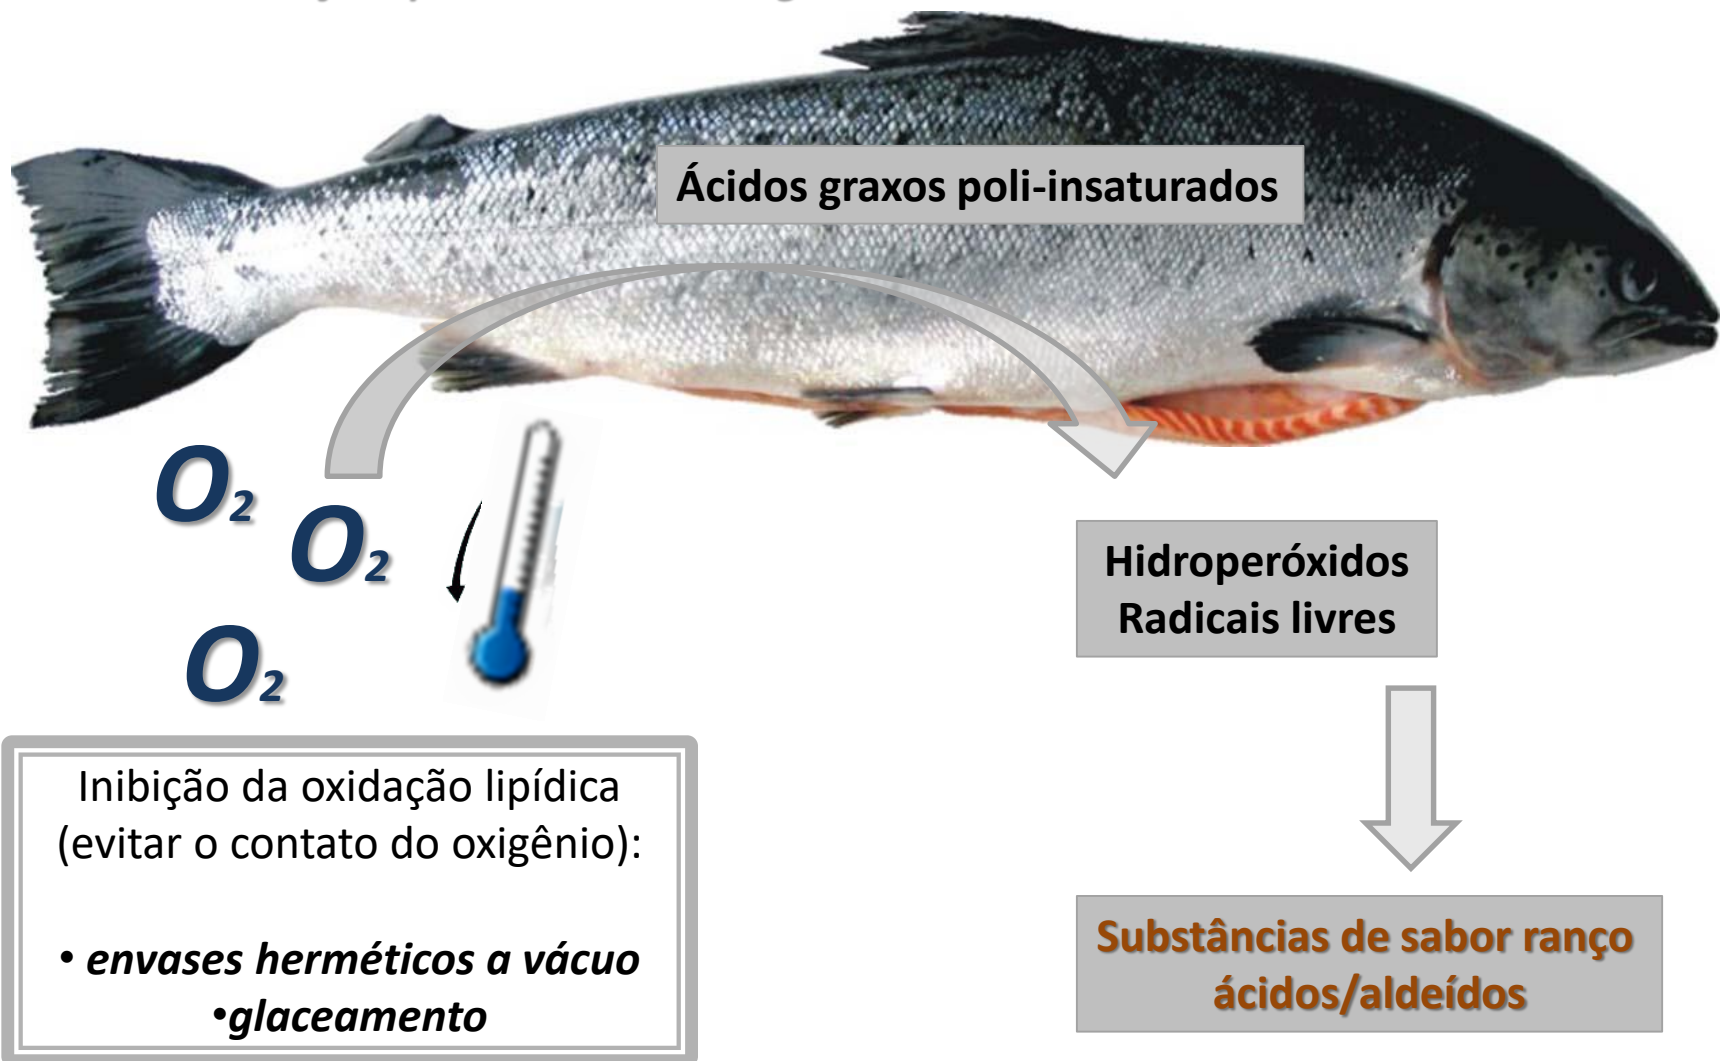 Ácidos graxos poli-insaturados
O2
O2
O2
Hidroperóxidos
Radicais livres
Inibição da oxidação lipídica
(evitar o contato do oxigênio):
• envases herméticos a vácuo
•glaceamento
Substâncias de sabor ranço
ácidos/aldeídos